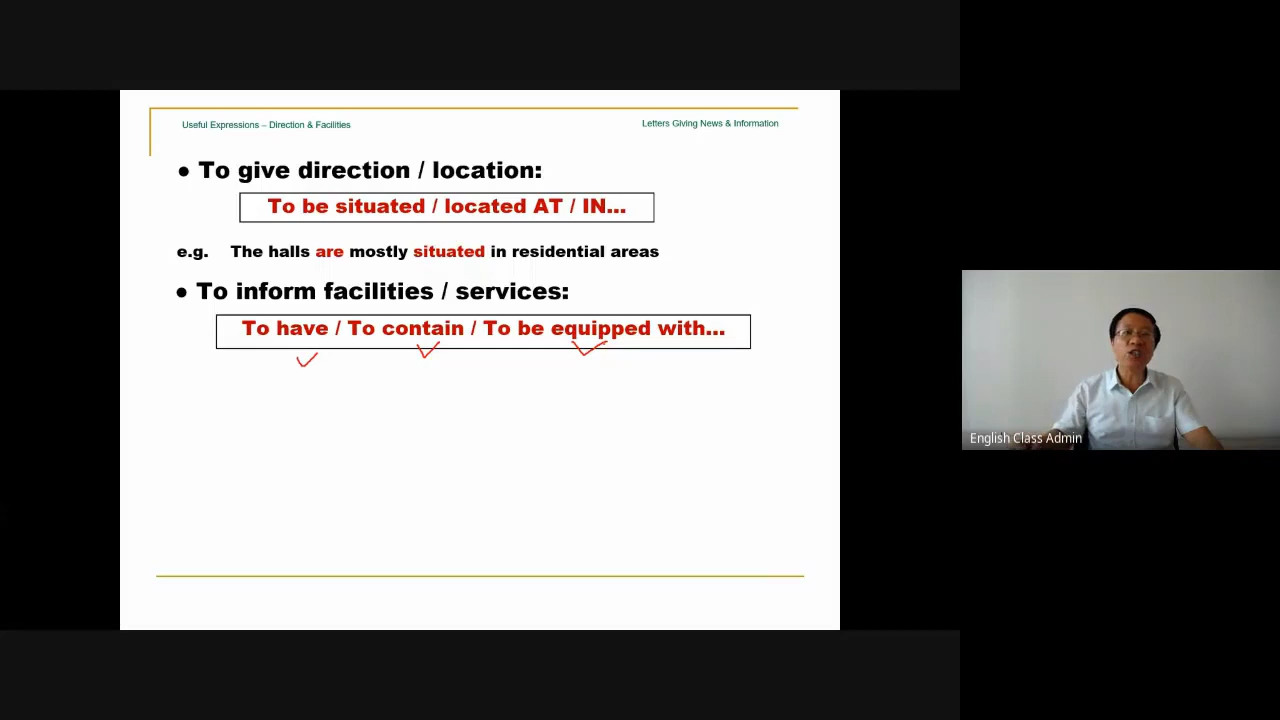 Useful Expressions – Direction & Facilities
Letters Giving News & Information
● To give direction / location:
To be situated / located AT / IN...
e.g. The halls are mostly situated in residential areas
● To inform facilities / services:
To have / To contain / To be equipped with...
English Class Admin